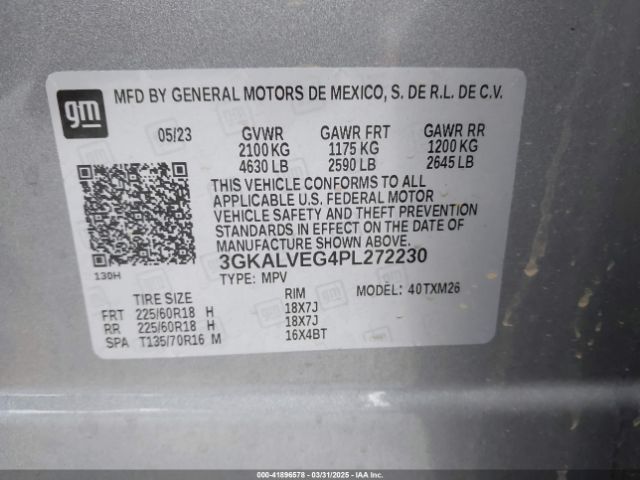 gm
MFD BY GENERAL MOTORS DE MEXICO, S. DE R.L. DE C.V.
05/23 GVWR GAWR FRT GAWR RR
2100 KG 1175 KG 1200 KG
4630 LB 2590 LB 2645 LB
THIS VEHICLE CONFORMS TO ALL
APPLICABLE U.S. FEDERAL MOTOR
VEHICLE SAFETY AND THEFT PREVENTION
STANDARDS IN EFFECT ON THE DATE OF
MANUFACTURE SHOWN ABOVE.
130H
3GKALVEG4PL272230
TYPE: MPV MODEL: 40TXM26
TIRE SIZE RIM
FRT 225/60R18 H 18X7J
RR 225/60R18 H 18X7J
SPA T135/70R16 M 16X4BT
000-41896578 - 03/31/2025 - IAAI.COM